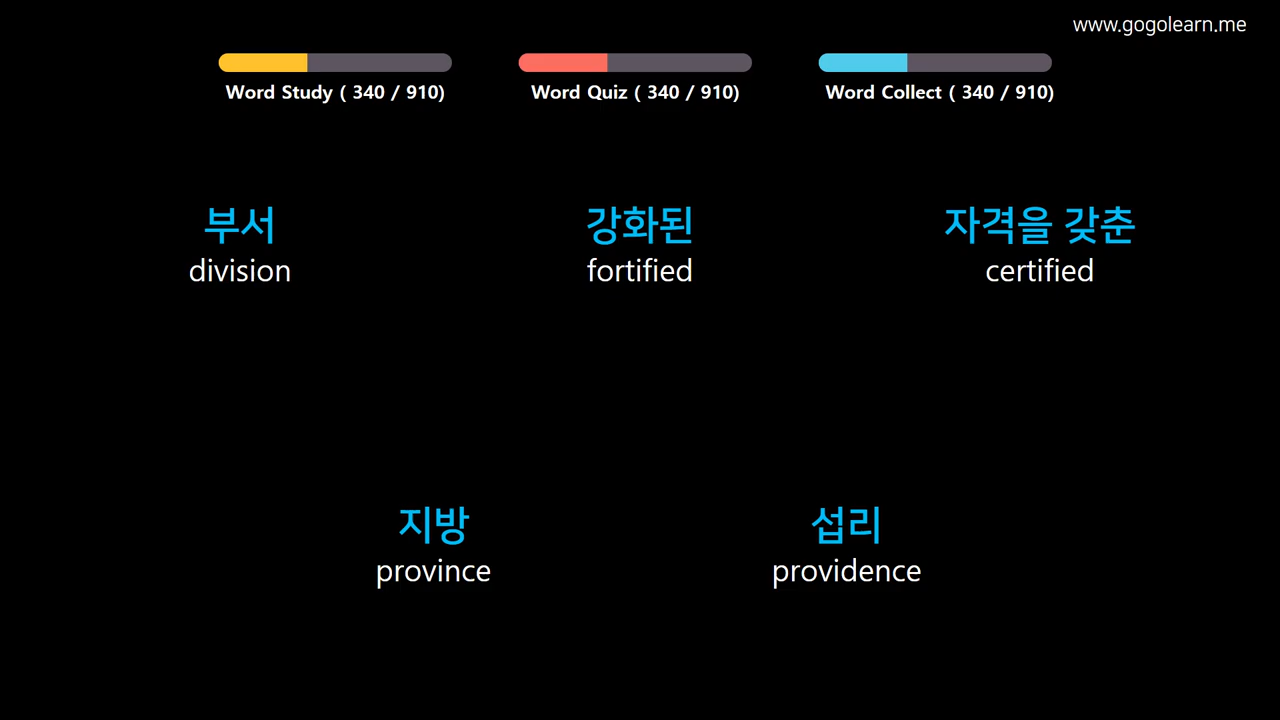 www.gogolearn.me
Word Study ( 340 / 910)
Word Quiz ( 340 / 910)
Word Collect ( 340 / 910)
부서
division
강화된
fortified
자격을 갖춘
certified
지방
province
섭리
providence